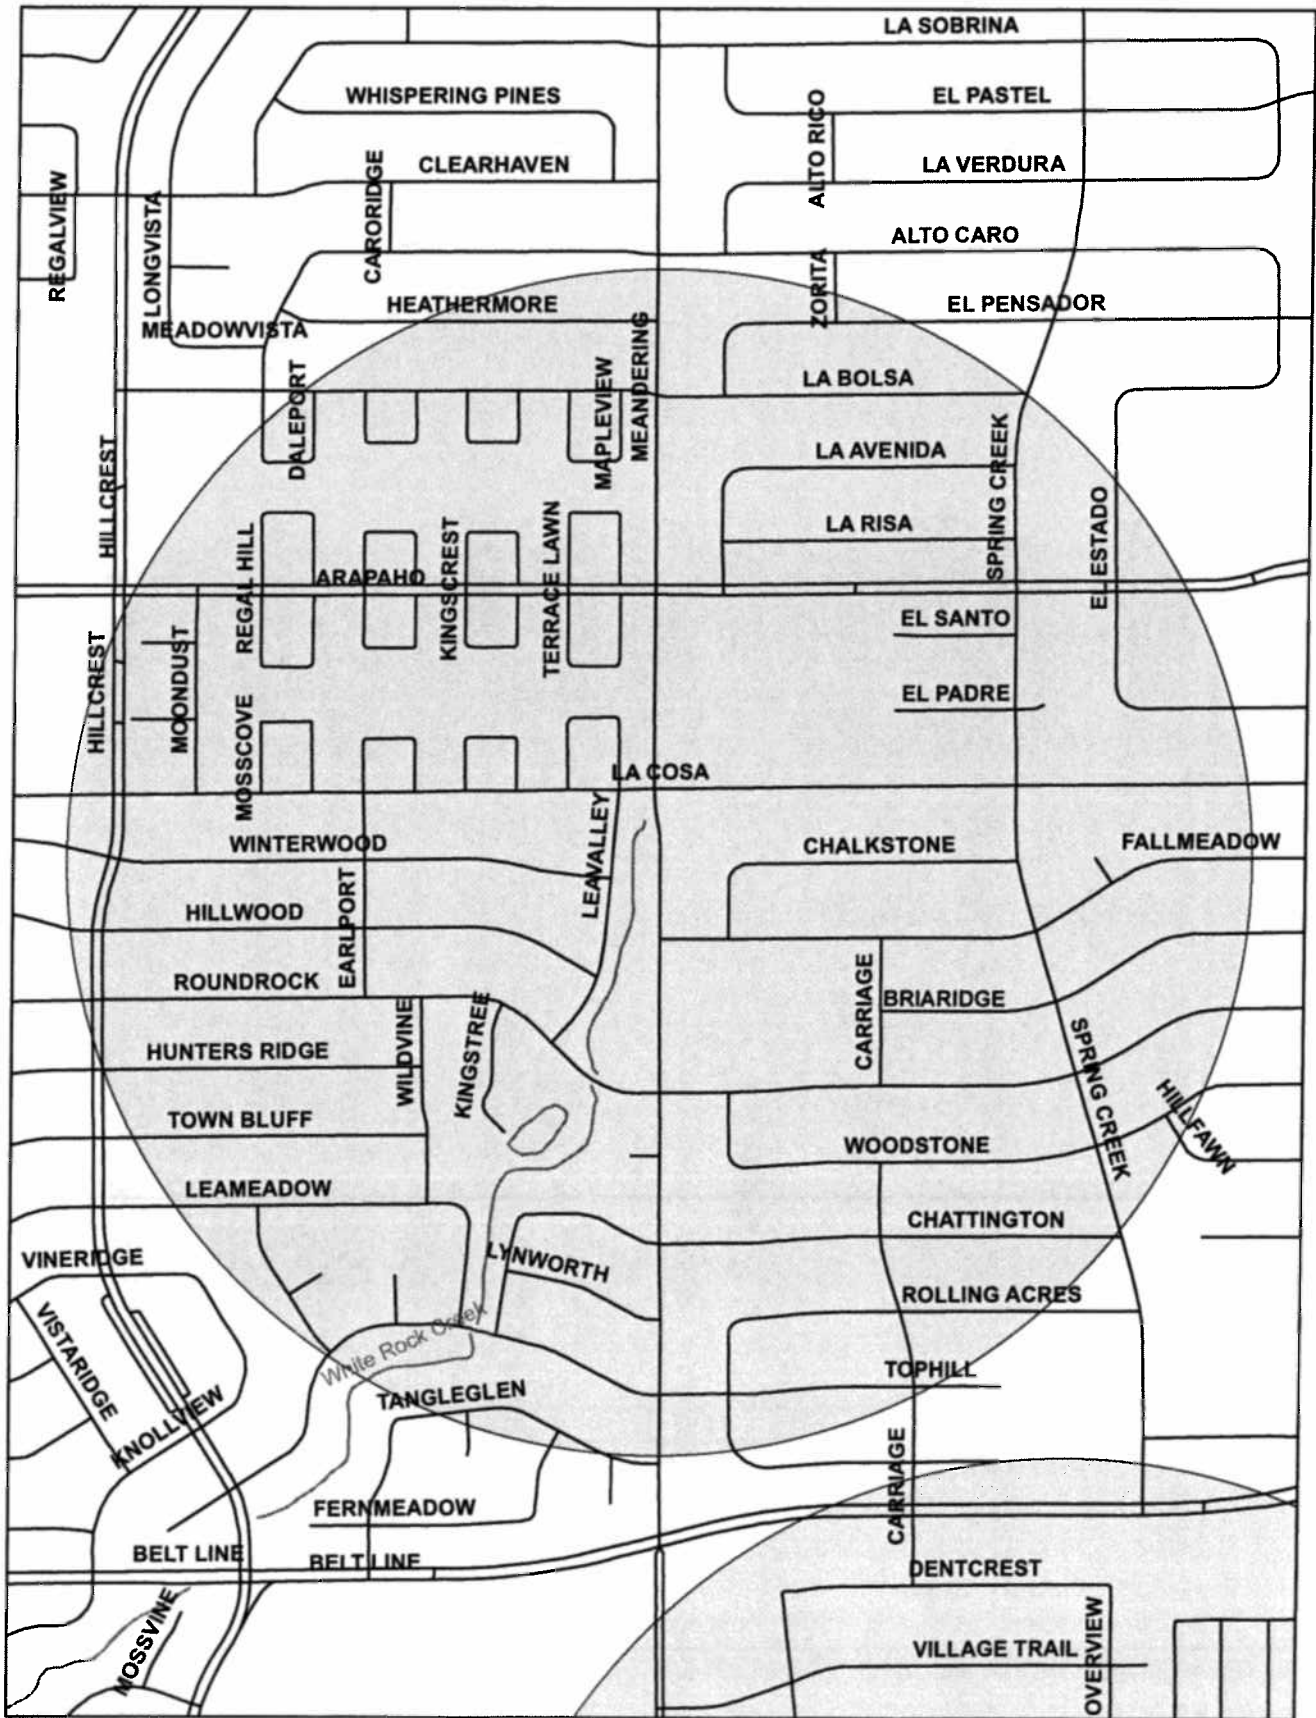 LA SOBRINA
WHISPERING PINES
EL PASTEL
ALTO RICO
CLEARHAVEN
LA VERDURA
CARORIDGE
REGALVIEW
LONGVISTA
ALTO CARO
ZORITA
HEATHERMORE
EL PENSADOR
MEADOWVISTA
MEANDERING
DALEPORT
MAPLEVIEW
LA BOLSA
LA AVENIDA
SPRING CREEK
HILLCREST
LA RISA
EL ESTADO
REGAL HILL
KINGSCREST
TERRACE LAWN
ARAPAHO
EL SANTO
HILLCREST
MOONDUST
EL PADRE
MOSSCOVE
LA COSA
WINTERWOOD
LEAVALLEY
CHALKSTONE
FALLMEADOW
HILLWOOD
EARLPORT
ROUNDROCK
CARRIAGE
BRIARIDGE
WILDVINE
KINGSTREE
HUNTERS RIDGE
SPRING CREEK
TOWN BLUFF
HILLFAWN
WOODSTONE
LEAMEADOW
CHATTINGTON
VINERIDGE
LYNWORTH
ROLLING ACRES
VISTARIDGE
White Rock Creek
TOPHILL
TANGLEGLEN
KNOLLVIEW
CARRIAGE
FERNMEADOW
BELT LINE
BELT LINE
DENTCREST
MOSSVINE
VILLAGE TRAIL
OVERVIEW